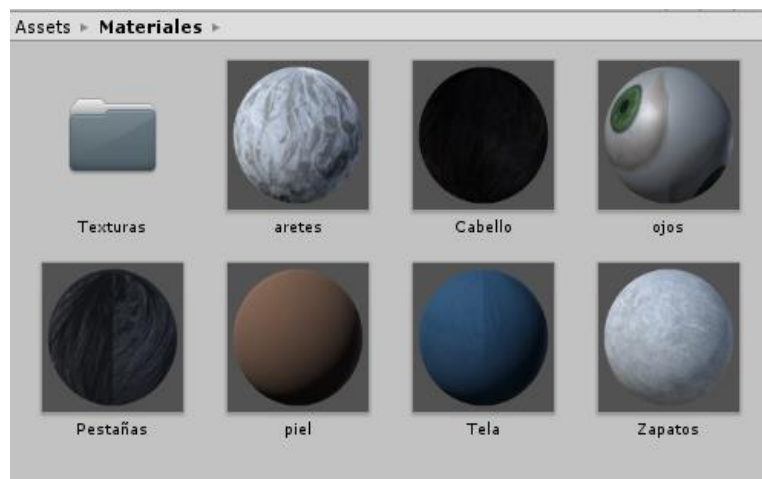 Assets ▸ Materiales ▸
Texturas aretes Cabello ojos
Pestañas piel Tela Zapatos